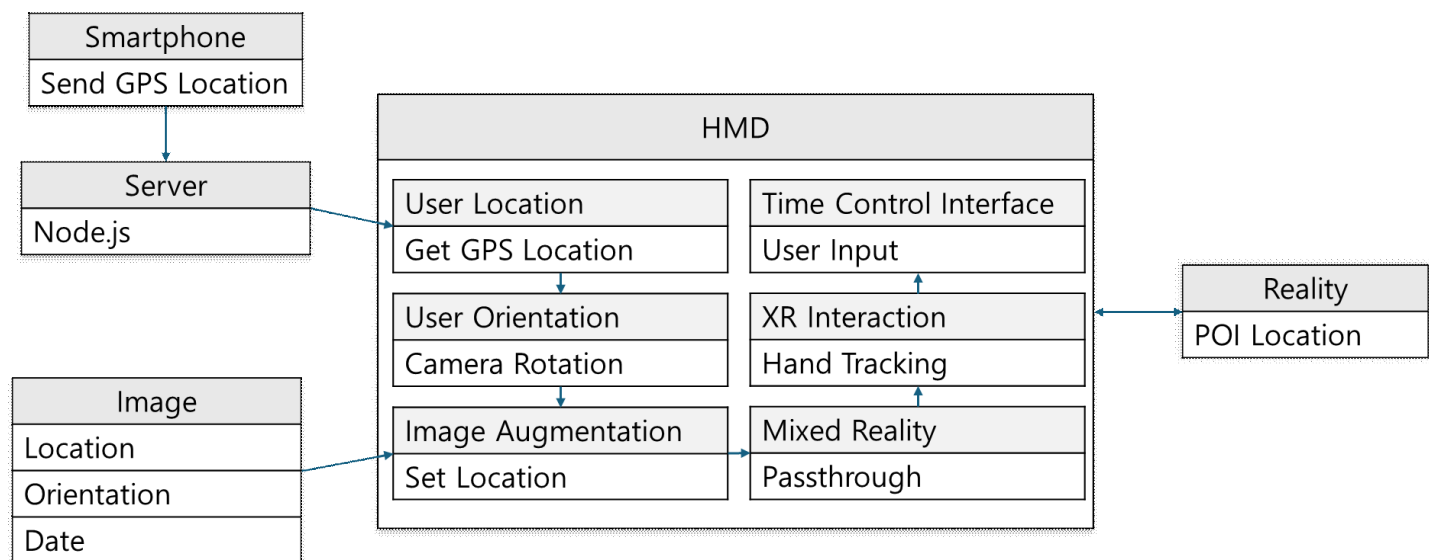 Smartphone
Send GPS Location
Server
Node.js
Image
Location
Orientation
Date
HMD
User Location
Get GPS Location
User Orientation
Camera Rotation
Image Augmentation
Set Location
Time Control Interface
User Input
XR Interaction
Hand Tracking
Mixed Reality
Passthrough
Reality
POI Location